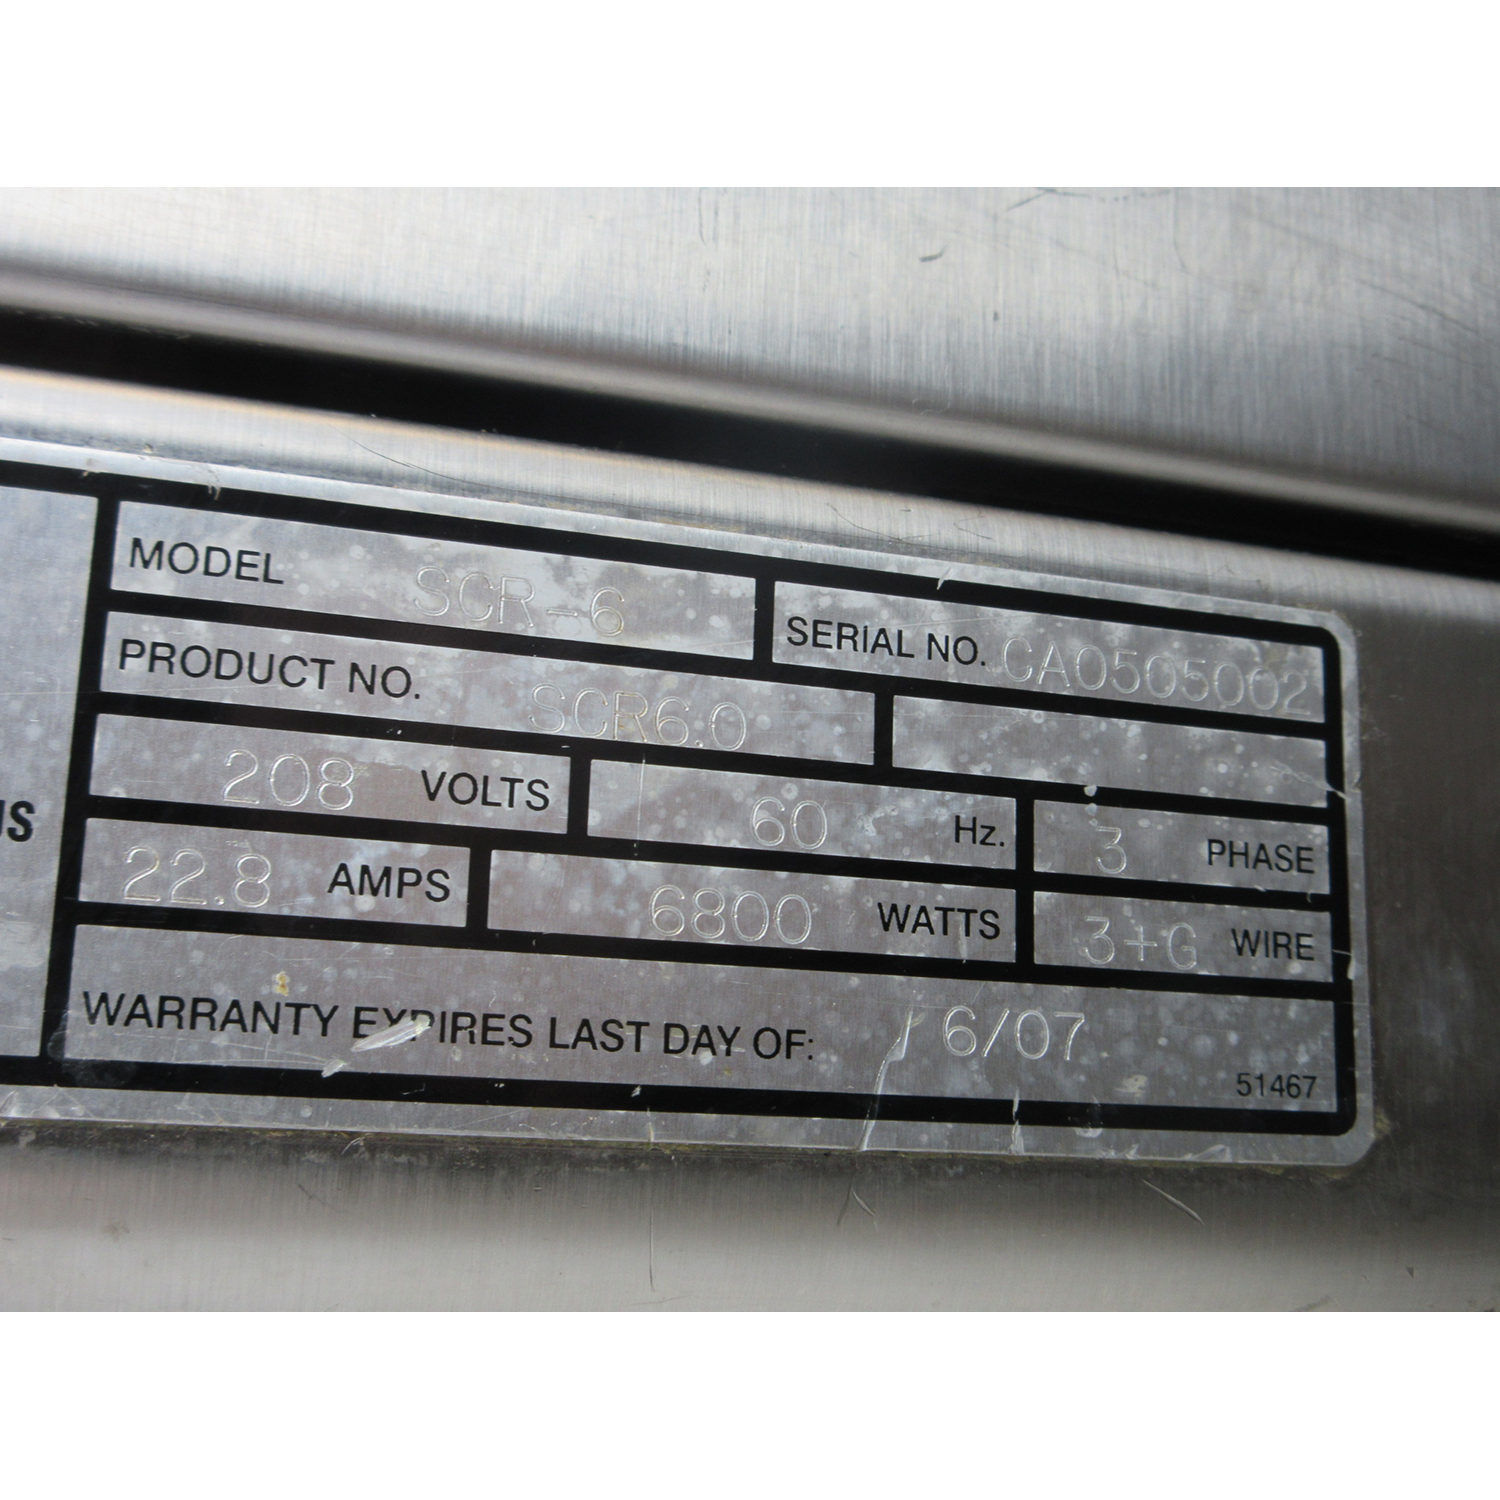 MODEL SCR-6
SERIAL NO. CA0505002
PRODUCT NO. SCR6.0
208 VOLTS 60 Hz. 3 PHASE
US
22.8 AMPS 6800 WATTS 3+G WIRE
WARRANTY EXPIRES LAST DAY OF: 6/07
51467